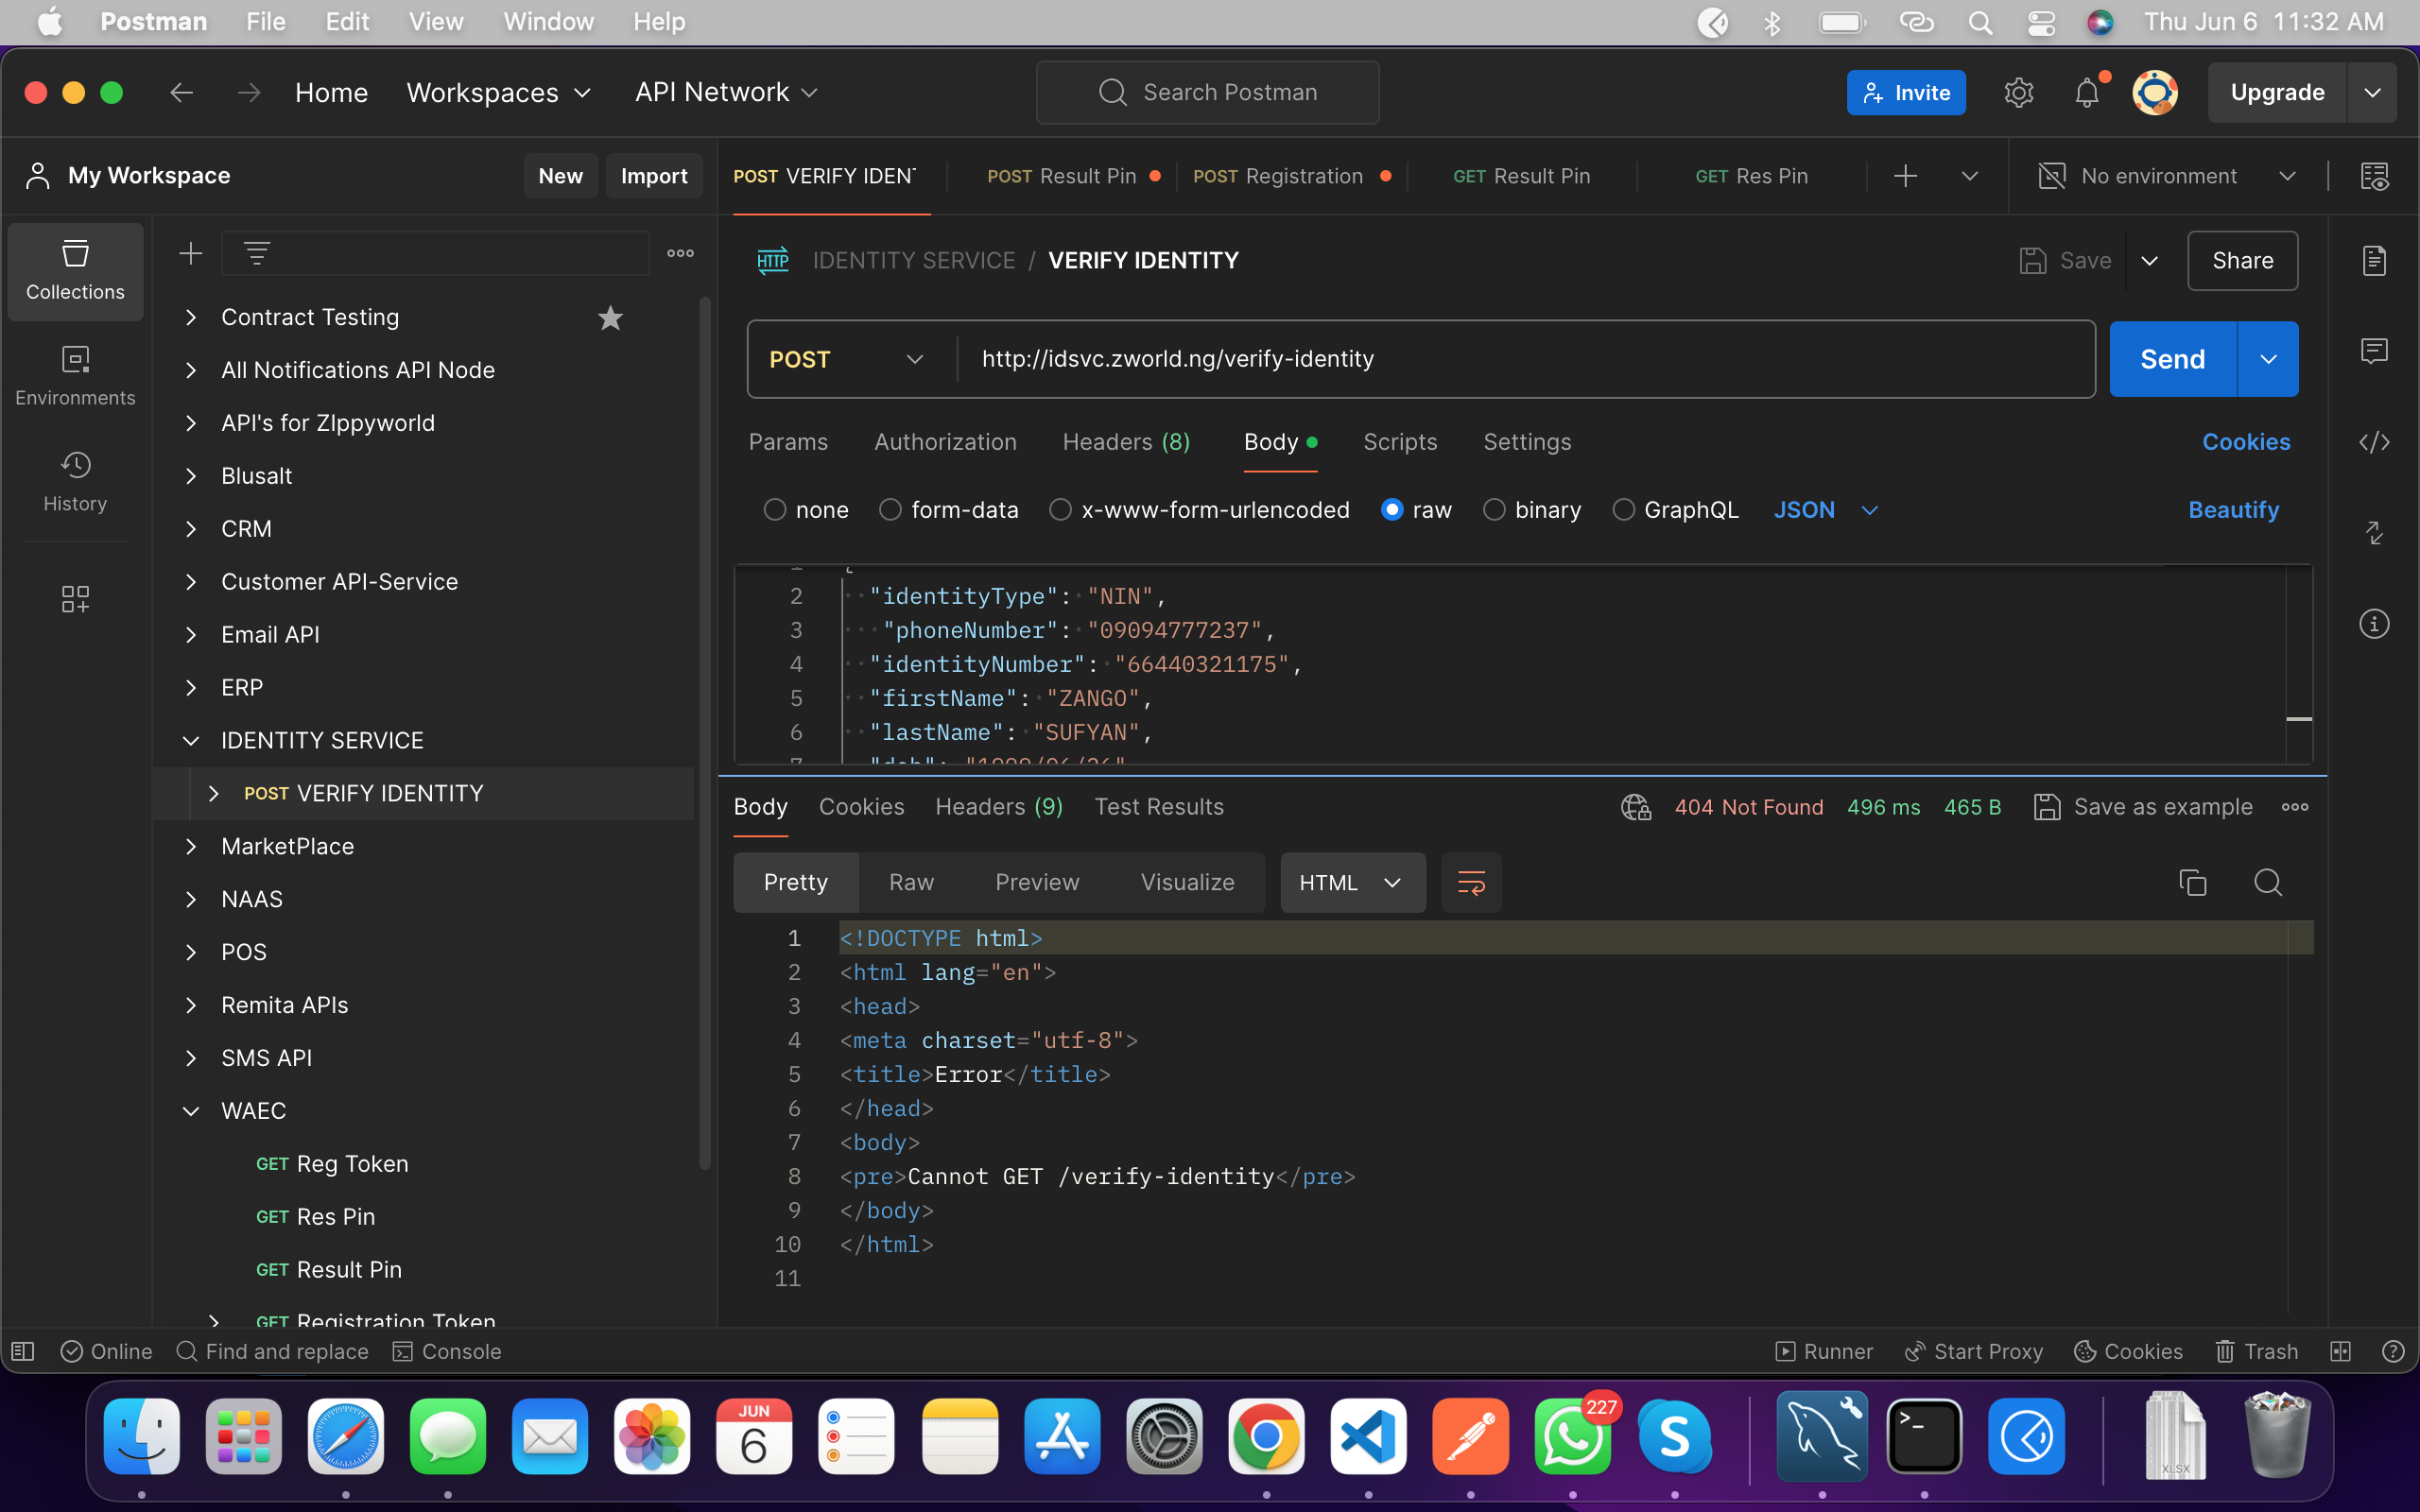 Postman File Edit View Window Help Thu Jun 6 11:32 AM
Home Workspaces API Network Search Postman Invite Upgrade
My Workspace New Import POST VERIFY IDENT POST Result Pin POST Registration GET Result Pin GET Res Pin No environment
Collections
Environments
History
Contract Testing
All Notifications API Node
API's for ZIppyworld
Blusalt
CRM
Customer API-Service
Email API
ERP
IDENTITY SERVICE
POST VERIFY IDENTITY
MarketPlace
NAAS
POS
Remita APIs
SMS API
WAEC
GET Reg Token
GET Res Pin
GET Result Pin
GET Registration Token
HTTP IDENTITY SERVICE / VERIFY IDENTITY Save Share
POST http://idsvc.zworld.ng/verify-identity Send
Params Authorization Headers (8) Body Scripts Settings Cookies
none form-data x-www-form-urlencoded raw binary GraphQL JSON Beautify
1 {
2 "identityType": "NIN",
3 "phoneNumber": "09094777237",
4 "identityNumber": "66440321175",
5 "firstName": "ZANGO",
6 "lastName": "SUFYAN",
Body Cookies Headers (9) Test Results 404 Not Found 496 ms 465 B Save as example
Pretty Raw Preview Visualize HTML
1 <!DOCTYPE html>
2 <html lang="en">
3 <head>
4 <meta charset="utf-8">
5 <title>Error</title>
6 </head>
7 <body>
8 <pre>Cannot GET /verify-identity</pre>
9 </body>
10 </html>
11
Online Find and replace Console Runner Start Proxy Cookies Trash
JUN
6
227
XLSX